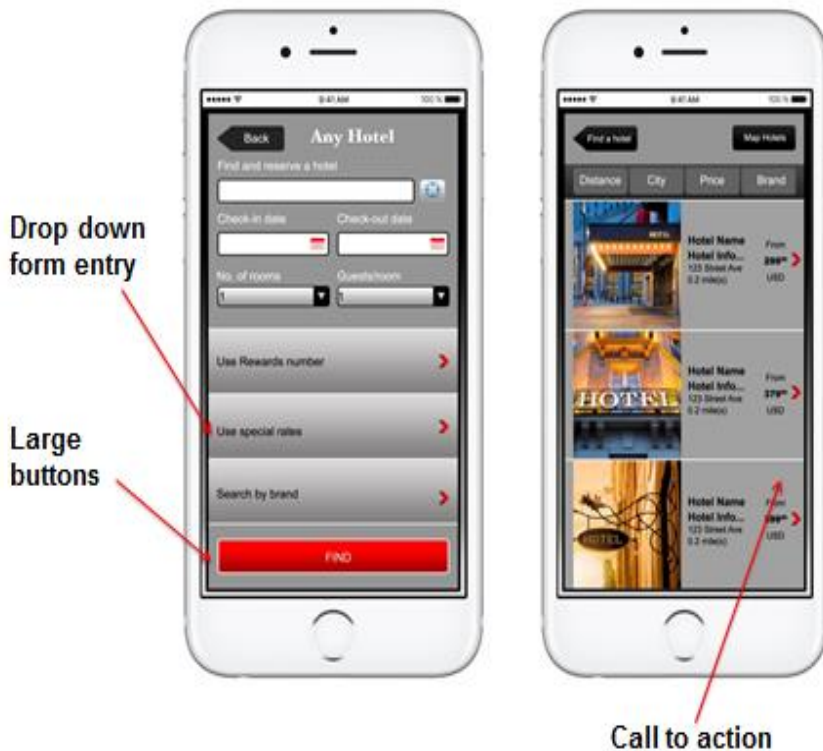 9:41 AM
100%
Back
Any Hotel
Find and reserve a hotel
Check-in date
Check-out date
No. of rooms
Guests/room
1
1
Use Rewards number
Use special rates
Search by brand
FIND
Drop down
form entry
Large
buttons
9:41 AM
100%
Find a hotel
Map Hotels
Distance
City
Price
Brand
HOTEL
Hotel Name
Hotel Info...
123 Street Ave
0.2 mile(s)
From
USD
HOTEL
Hotel Name
Hotel Info...
123 Street Ave
0.2 mile(s)
From
USD
HOTEL
Hotel Name
Hotel Info...
123 Street Ave
0.2 mile(s)
From
USD
Call to action